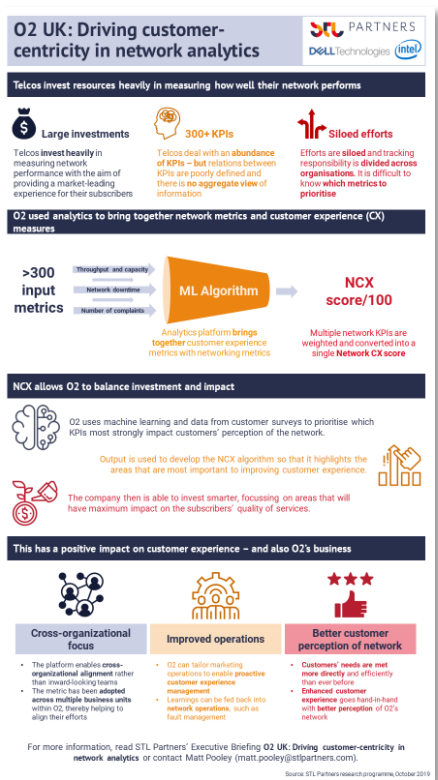 O2 UK: Driving customer-
centricity in network analytics
STL PARTNERS
DELLTechnologies
intel
Telcos invest resources heavily in measuring how well their network performs
$
Large investments
Telcos invest heavily in
measuring network
performance with the aim of
providing a market-leading
experience for their subscribers
300+ KPIs
Telcos deal with an abundance
of KPIs – but relations between
KPIs are poorly defined and
there is no aggregate view of
information
Siloed efforts
Efforts are siloed and tracking
responsibility is divided across
organisations. It is difficult to
know which metrics to
prioritise
O2 used analytics to bring together network metrics and customer experience (CX)
measures
>300
input
metrics
Throughput and capacity
Network downtime
Number of complaints
ML Algorithm
Analytics platform brings
together customer experience
metrics with networking metrics
NCX
score/100
Multiple network KPIs are
weighted and converted into a
single Network CX score
NCX allows O2 to balance investment and impact
O2 uses machine learning and data from customer surveys to prioritise which
KPIs most strongly impact customers' perception of the network.
Output is used to develop the NCX algorithm so that it highlights the
areas that are most important to improving customer experience.
$
The company then is able to invest smarter, focussing on areas that will
have maximum impact on the subscribers' quality of services.
This has a positive impact on customer experience – and also O2's business
Cross-organizational
focus
• The platform enables cross-
organizational alignment rather
than inward-looking teams
• The metric has been adopted
across multiple business units
within O2, thereby helping to
align their efforts
Improved operations
• O2 can tailor marketing
operations to enable proactive
customer experience
management
• Learnings can be fed back into
network operations, such as
fault management
Better customer
perception of network
• Customers' needs are met
more directly and efficiently
than ever before
• Enhanced customer
experience goes hand-in-hand
with better perception of O2's
network
For more information, read STL Partners' Executive Briefing O2 UK: Driving customer-centricity in
network analytics or contact Matt Pooley (matt.pooley@stlpartners.com).
Source: STL Partners research programme, October 2019